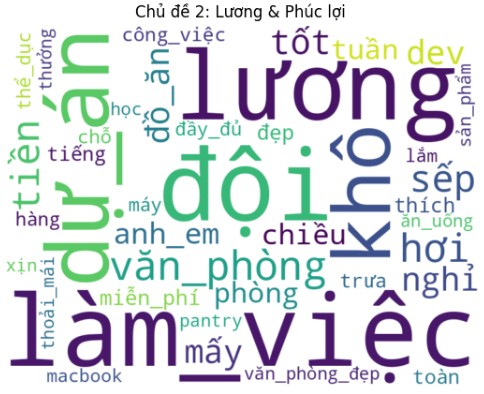 Chủ đề 2: Lương & Phúc lợi
thể_dục
thưởng
dự_án
công_việc
đồ_ăn
tốt
tuần
dev
lương
sản_phẩm
tiền
học
chỗ
tiếng
đầy_đủ
đẹp
khô
lắm
sếp
đội
hàng
máy
anh_em
chiều
thích
ăn_uống
hơi
xịn
thoải_mái
văn_phòng
nghỉ
miễn_phí
phòng
trưa
làm_việc
pantry
mấy
macbook
văn_phòng_đẹp
toàn